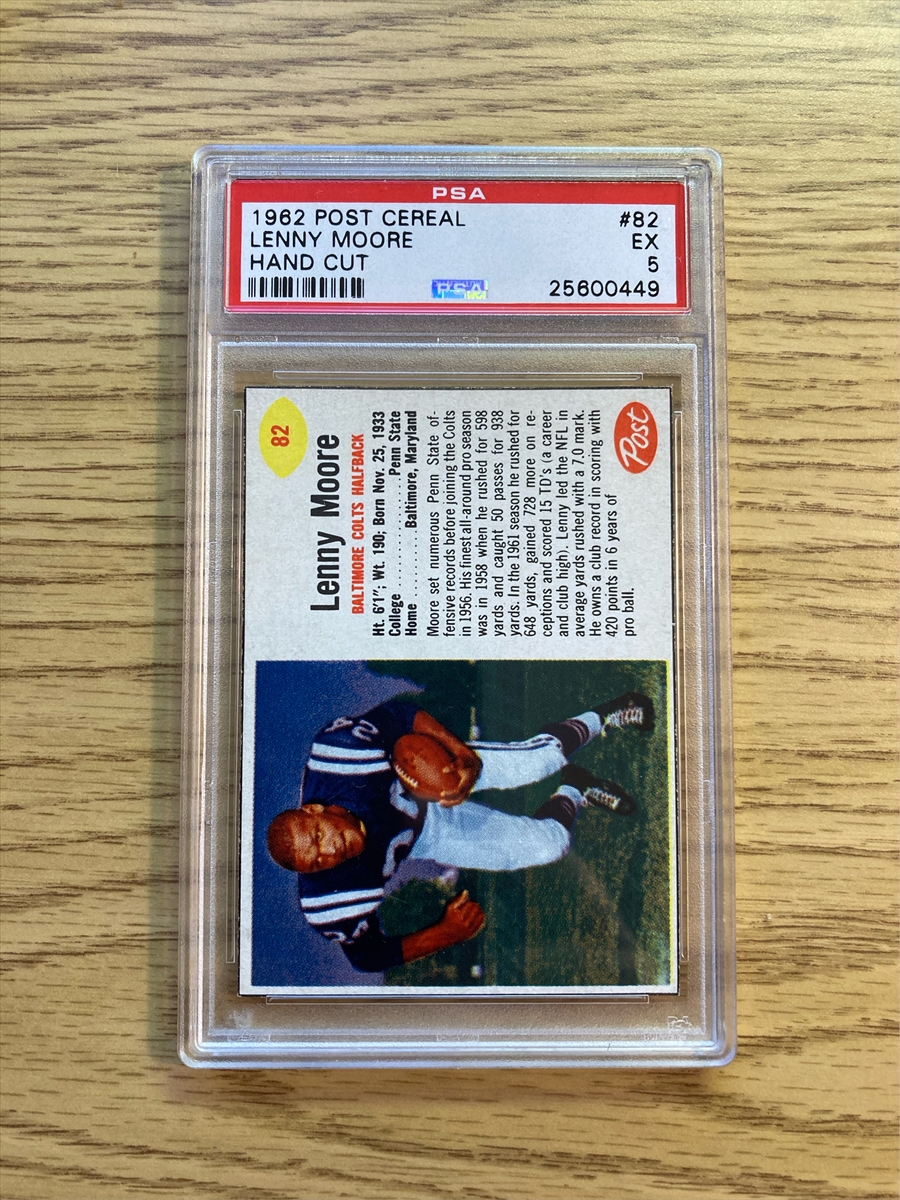 PSA
1962 POST CEREAL #82
LENNY MOORE EX
HAND CUT 5
PSA 25600449
82
Lenny Moore
BALTIMORE COLTS HALFBACK
Ht. 6'1"; Wt. 190; Born Nov. 25, 1933
College ..............Penn State
Home ..........Baltimore, Maryland
Moore set numerous Penn State of-
fensive records before joining the Colts
in 1956. His finest all-around pro season
was in 1958 when he rushed for 598
yards and caught 50 passes for 938
yards. In the 1961 season he rushed for
648 yards, gained 728 more on re-
ceptions and scored 15 TD's (a career
and club high). Lenny led the NFL in
average yards rushed with a 7.0 mark.
He owns a club record in scoring with
420 points in 6 years of
pro ball.
Post